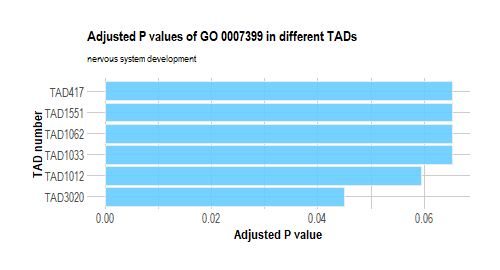 Adjusted P values of GO 0007399 in different TADs
nervous system development
TAD number
TAD417
TAD1551
TAD1062
TAD1033
TAD1012
TAD3020
0.00 0.02 0.04 0.06
Adjusted P value